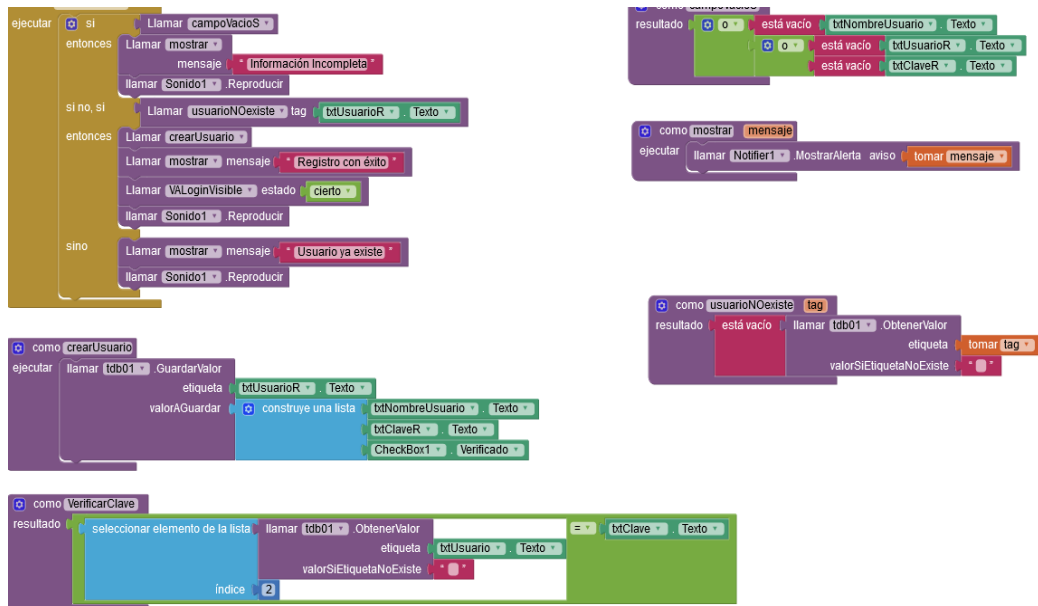 ejecutar si Llamar campoVacioS
entonces Llamar mostrar
mensaje " Información Incompleta "
llamar Sonido1 .Reproducir
si no, si Llamar usuarioNOexiste tag txtUsuarioR . Texto
entonces Llamar crearUsuario
Llamar mostrar mensaje " Registro con éxito "
Llamar VALoginVisible estado cierto
llamar Sonido1 .Reproducir
sino Llamar mostrar mensaje " Usuario ya existe "
llamar Sonido1 .Reproducir
como crearUsuario
ejecutar llamar tdb01 .GuardarValor
etiqueta txtUsuarioR . Texto
valorAGuardar construye una lista txtNombreUsuario . Texto
txtClaveR . Texto
CheckBox1 . Verificado
como VerificarClave
resultado seleccionar elemento de la lista llamar tdb01 .ObtenerValor = txtClave . Texto
etiqueta txtUsuario . Texto
valorSiEtiquetaNoExiste " "
índice 2
como campoVacioS
resultado o está vacío txtNombreUsuario . Texto
o está vacío txtUsuarioR . Texto
está vacío txtClaveR . Texto
como mostrar mensaje
ejecutar llamar Notifier1 .MostrarAlerta aviso tomar mensaje
como usuarioNOexiste tag
resultado está vacío llamar tdb01 .ObtenerValor
etiqueta tomar tag
valorSiEtiquetaNoExiste " "